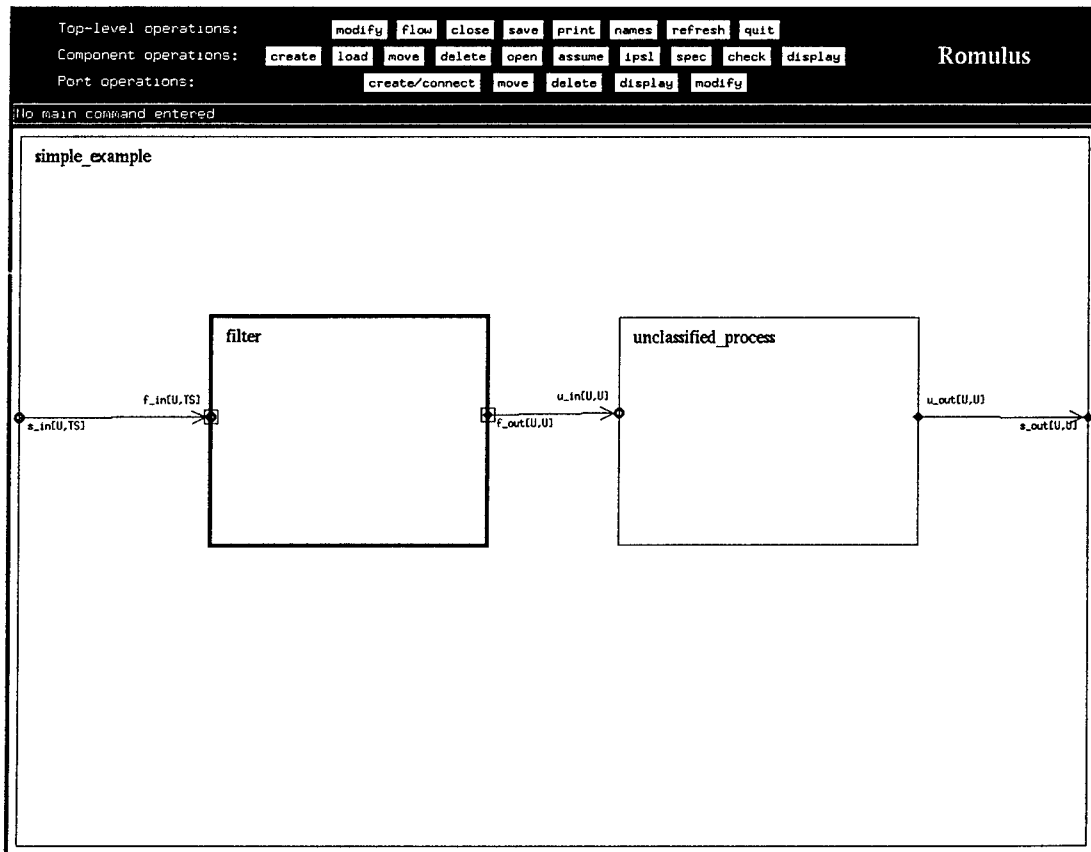 Top-level operations: modify flow close save print names refresh quit
Component operations: create load move delete open assume ipsl spec check display
Romulus
Port operations: create/connect move delete display modify
No main command entered
simple_example
filter
unclassified_process
f_in[U,TS]
s_in[U,TS]
u_in[U,U]
f_out[U,U]
u_out[U,U]
s_out[U,U]